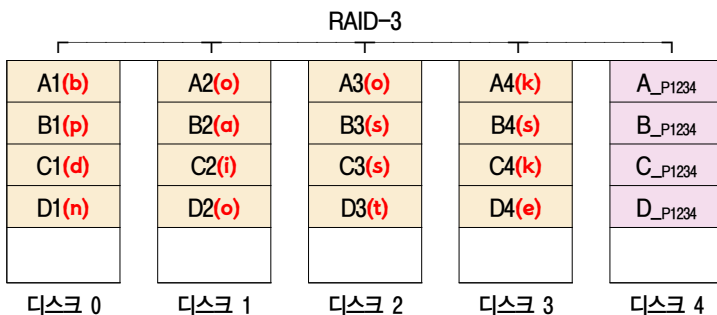 RAID-3
A1(b) A2(o) A3(o) A4(k) A_P1234
B1(p) B2(a) B3(s) B4(s) B_P1234
C1(d) C2(i) C3(s) C4(k) C_P1234
D1(n) D2(o) D3(t) D4(e) D_P1234
디스크 0 디스크 1 디스크 2 디스크 3 디스크 4